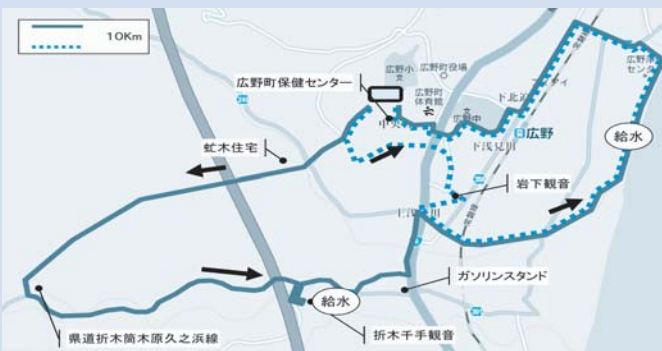 10Km
広野小
広野町役場
広野町保健センター
広野町
体育館
広野中
下北迫
中央
広野
下浅見川
給水
虻木住宅
岩下観音
上浅見川
常磐線
ガソリンスタンド
給水
県道折木筒木原久之浜線
折木千手観音